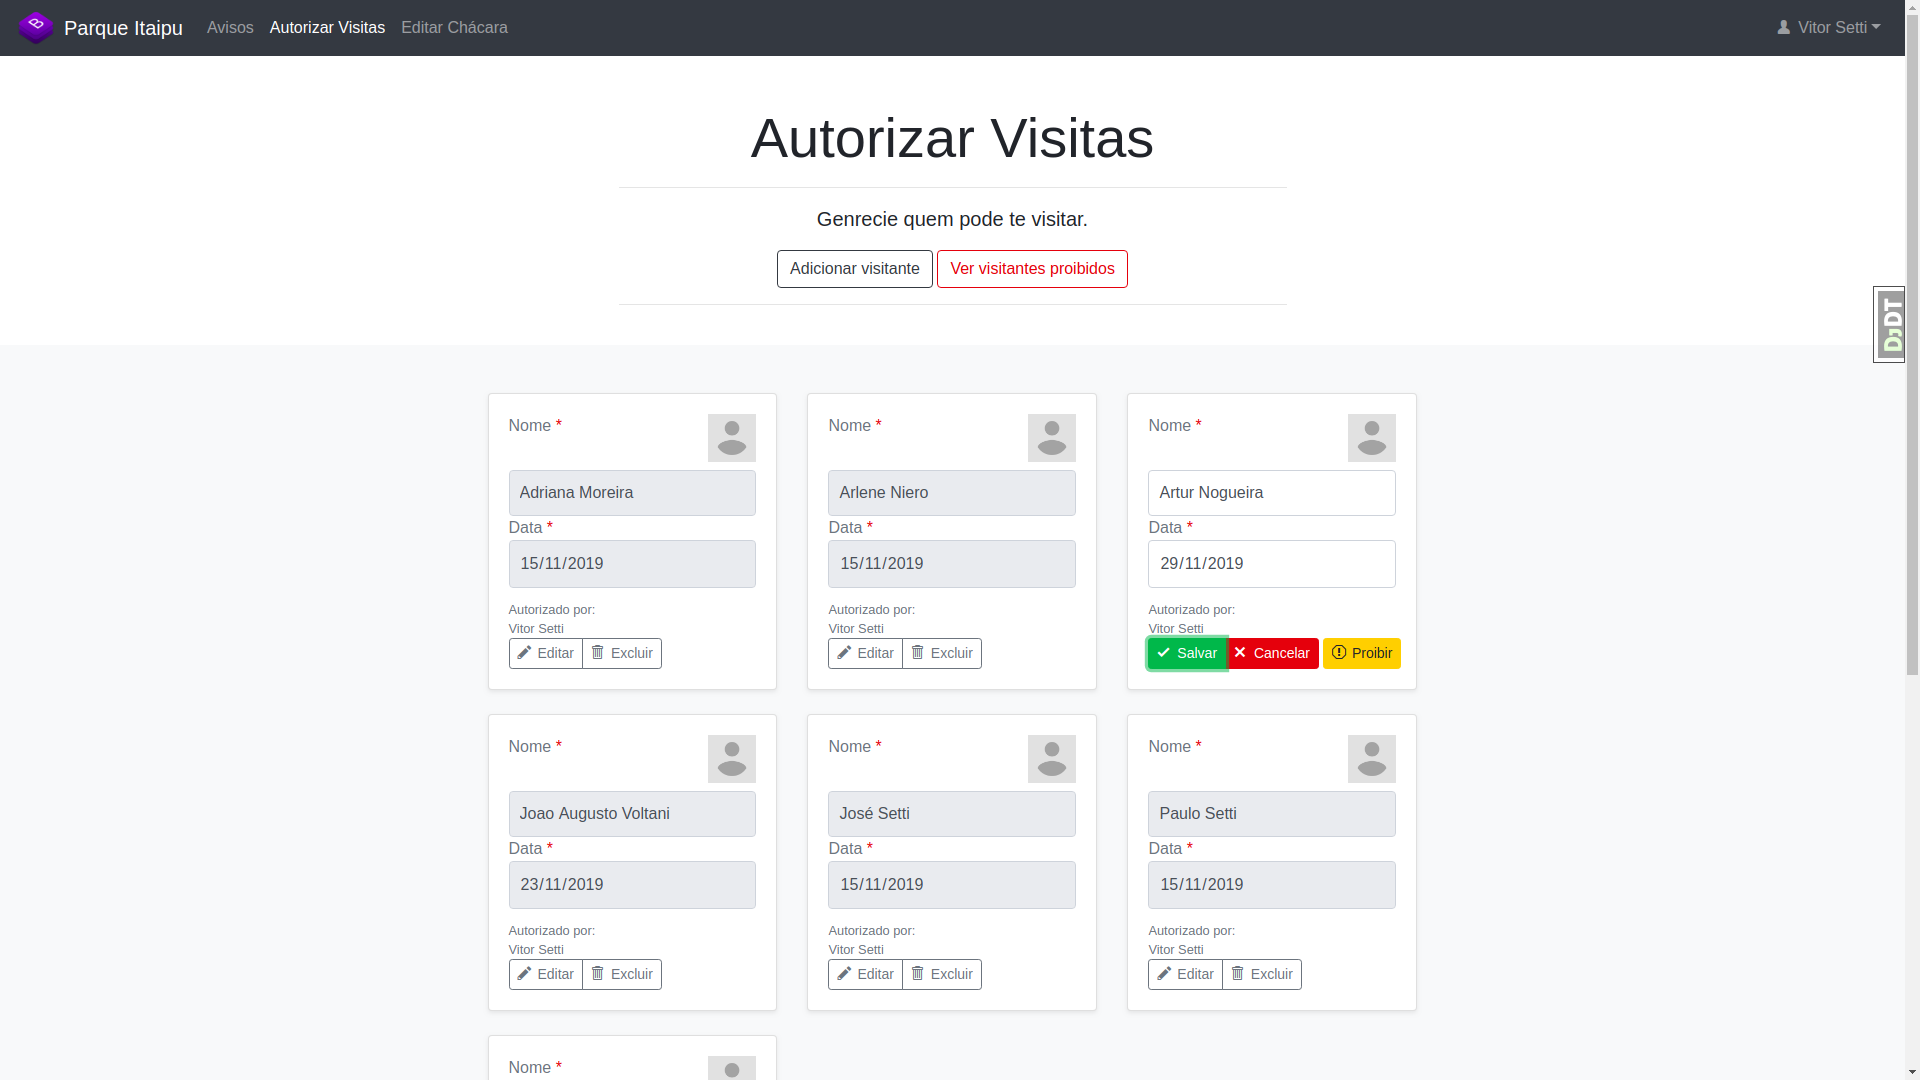 Parque Itaipu Avisos Autorizar Visitas Editar Chácara Vitor Setti
Autorizar Visitas
Genrecie quem pode te visitar.
Adicionar visitante Ver visitantes proibidos
DjDT
Nome * Nome * Nome *
Adriana Moreira Arlene Niero Artur Nogueira
Data * Data * Data *
15/11/2019 15/11/2019 29/11/2019
Autorizado por: Autorizado por: Autorizado por:
Vitor Setti Vitor Setti Vitor Setti
Editar Excluir Editar Excluir Salvar Cancelar Proibir
Nome * Nome * Nome *
Joao Augusto Voltani José Setti Paulo Setti
Data * Data * Data *
23/11/2019 15/11/2019 15/11/2019
Autorizado por: Autorizado por: Autorizado por:
Vitor Setti Vitor Setti Vitor Setti
Editar Excluir Editar Excluir Editar Excluir
Nome *